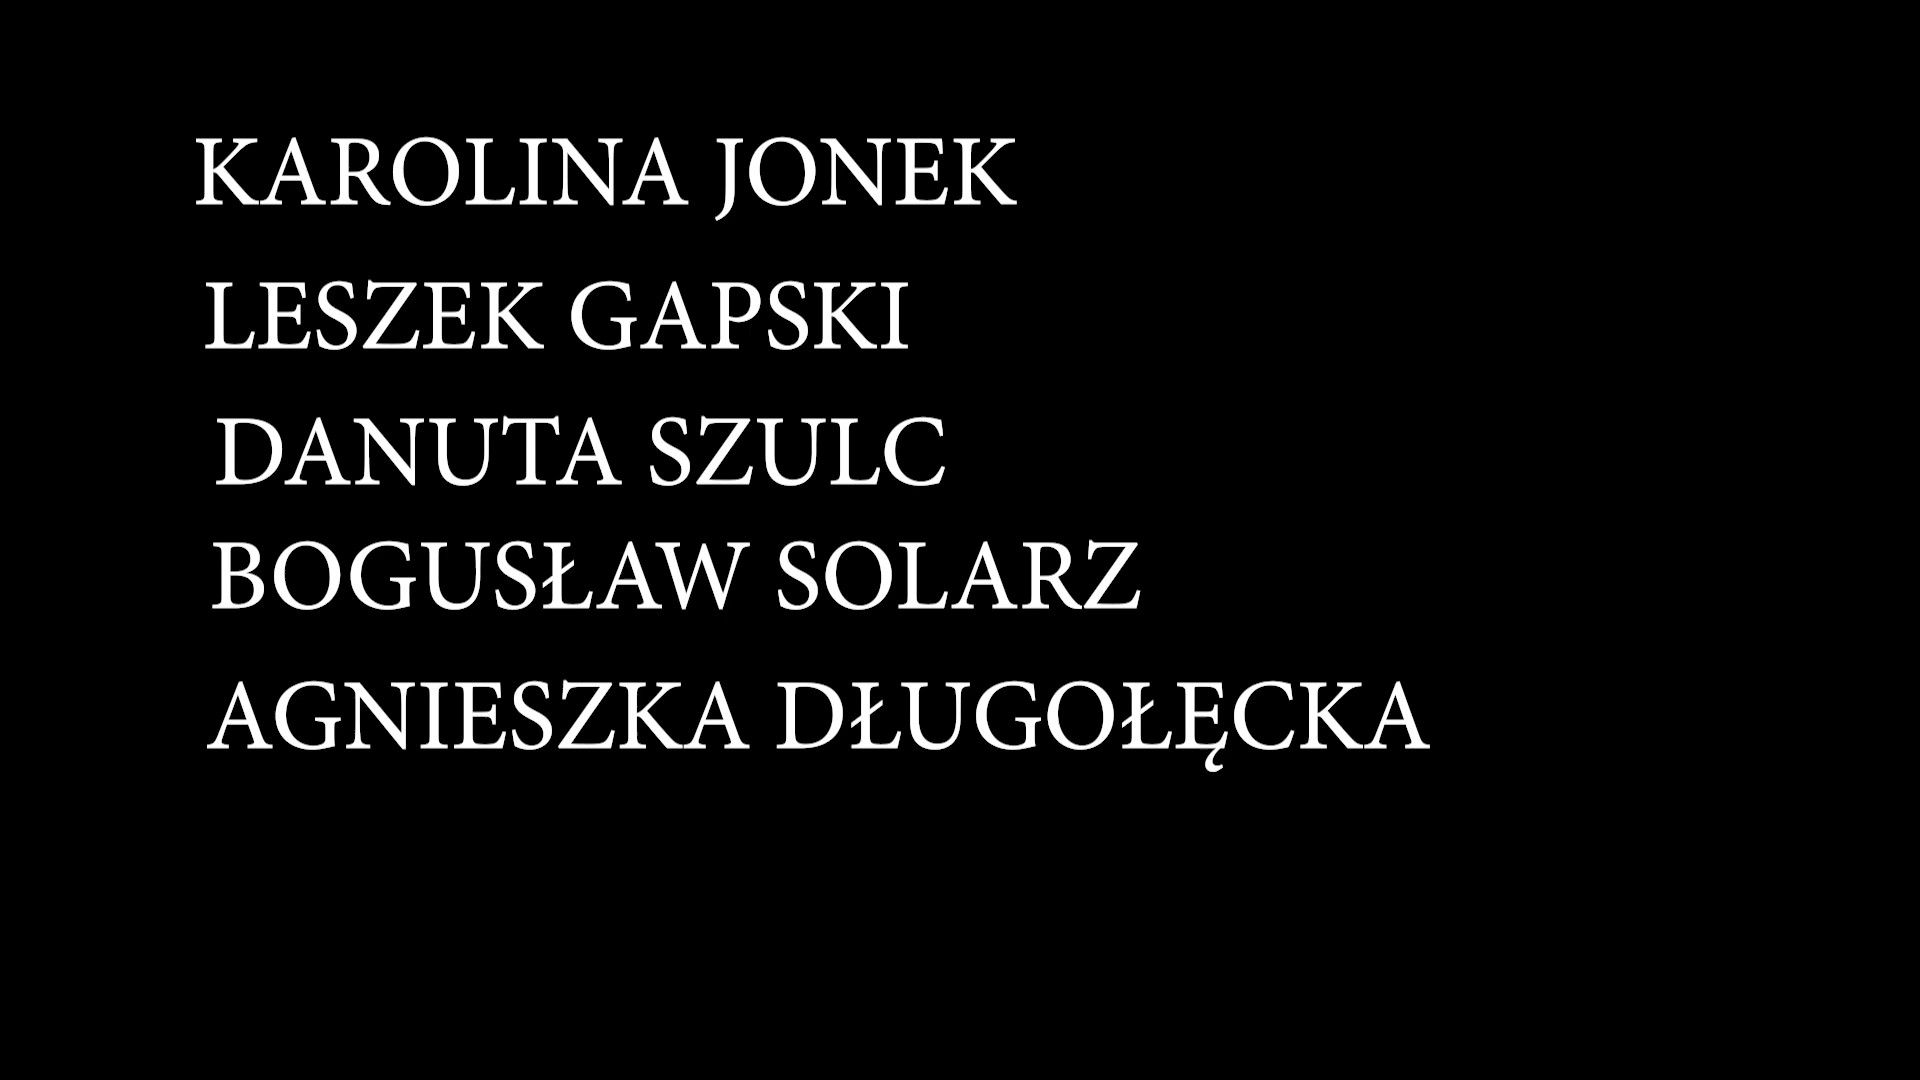 KAROLINA JONEK
LESZEK GAPSKI
DANUTA SZULC
BOGUSŁAW SOLARZ
AGNIESZKA DŁUGOŁĘCKA